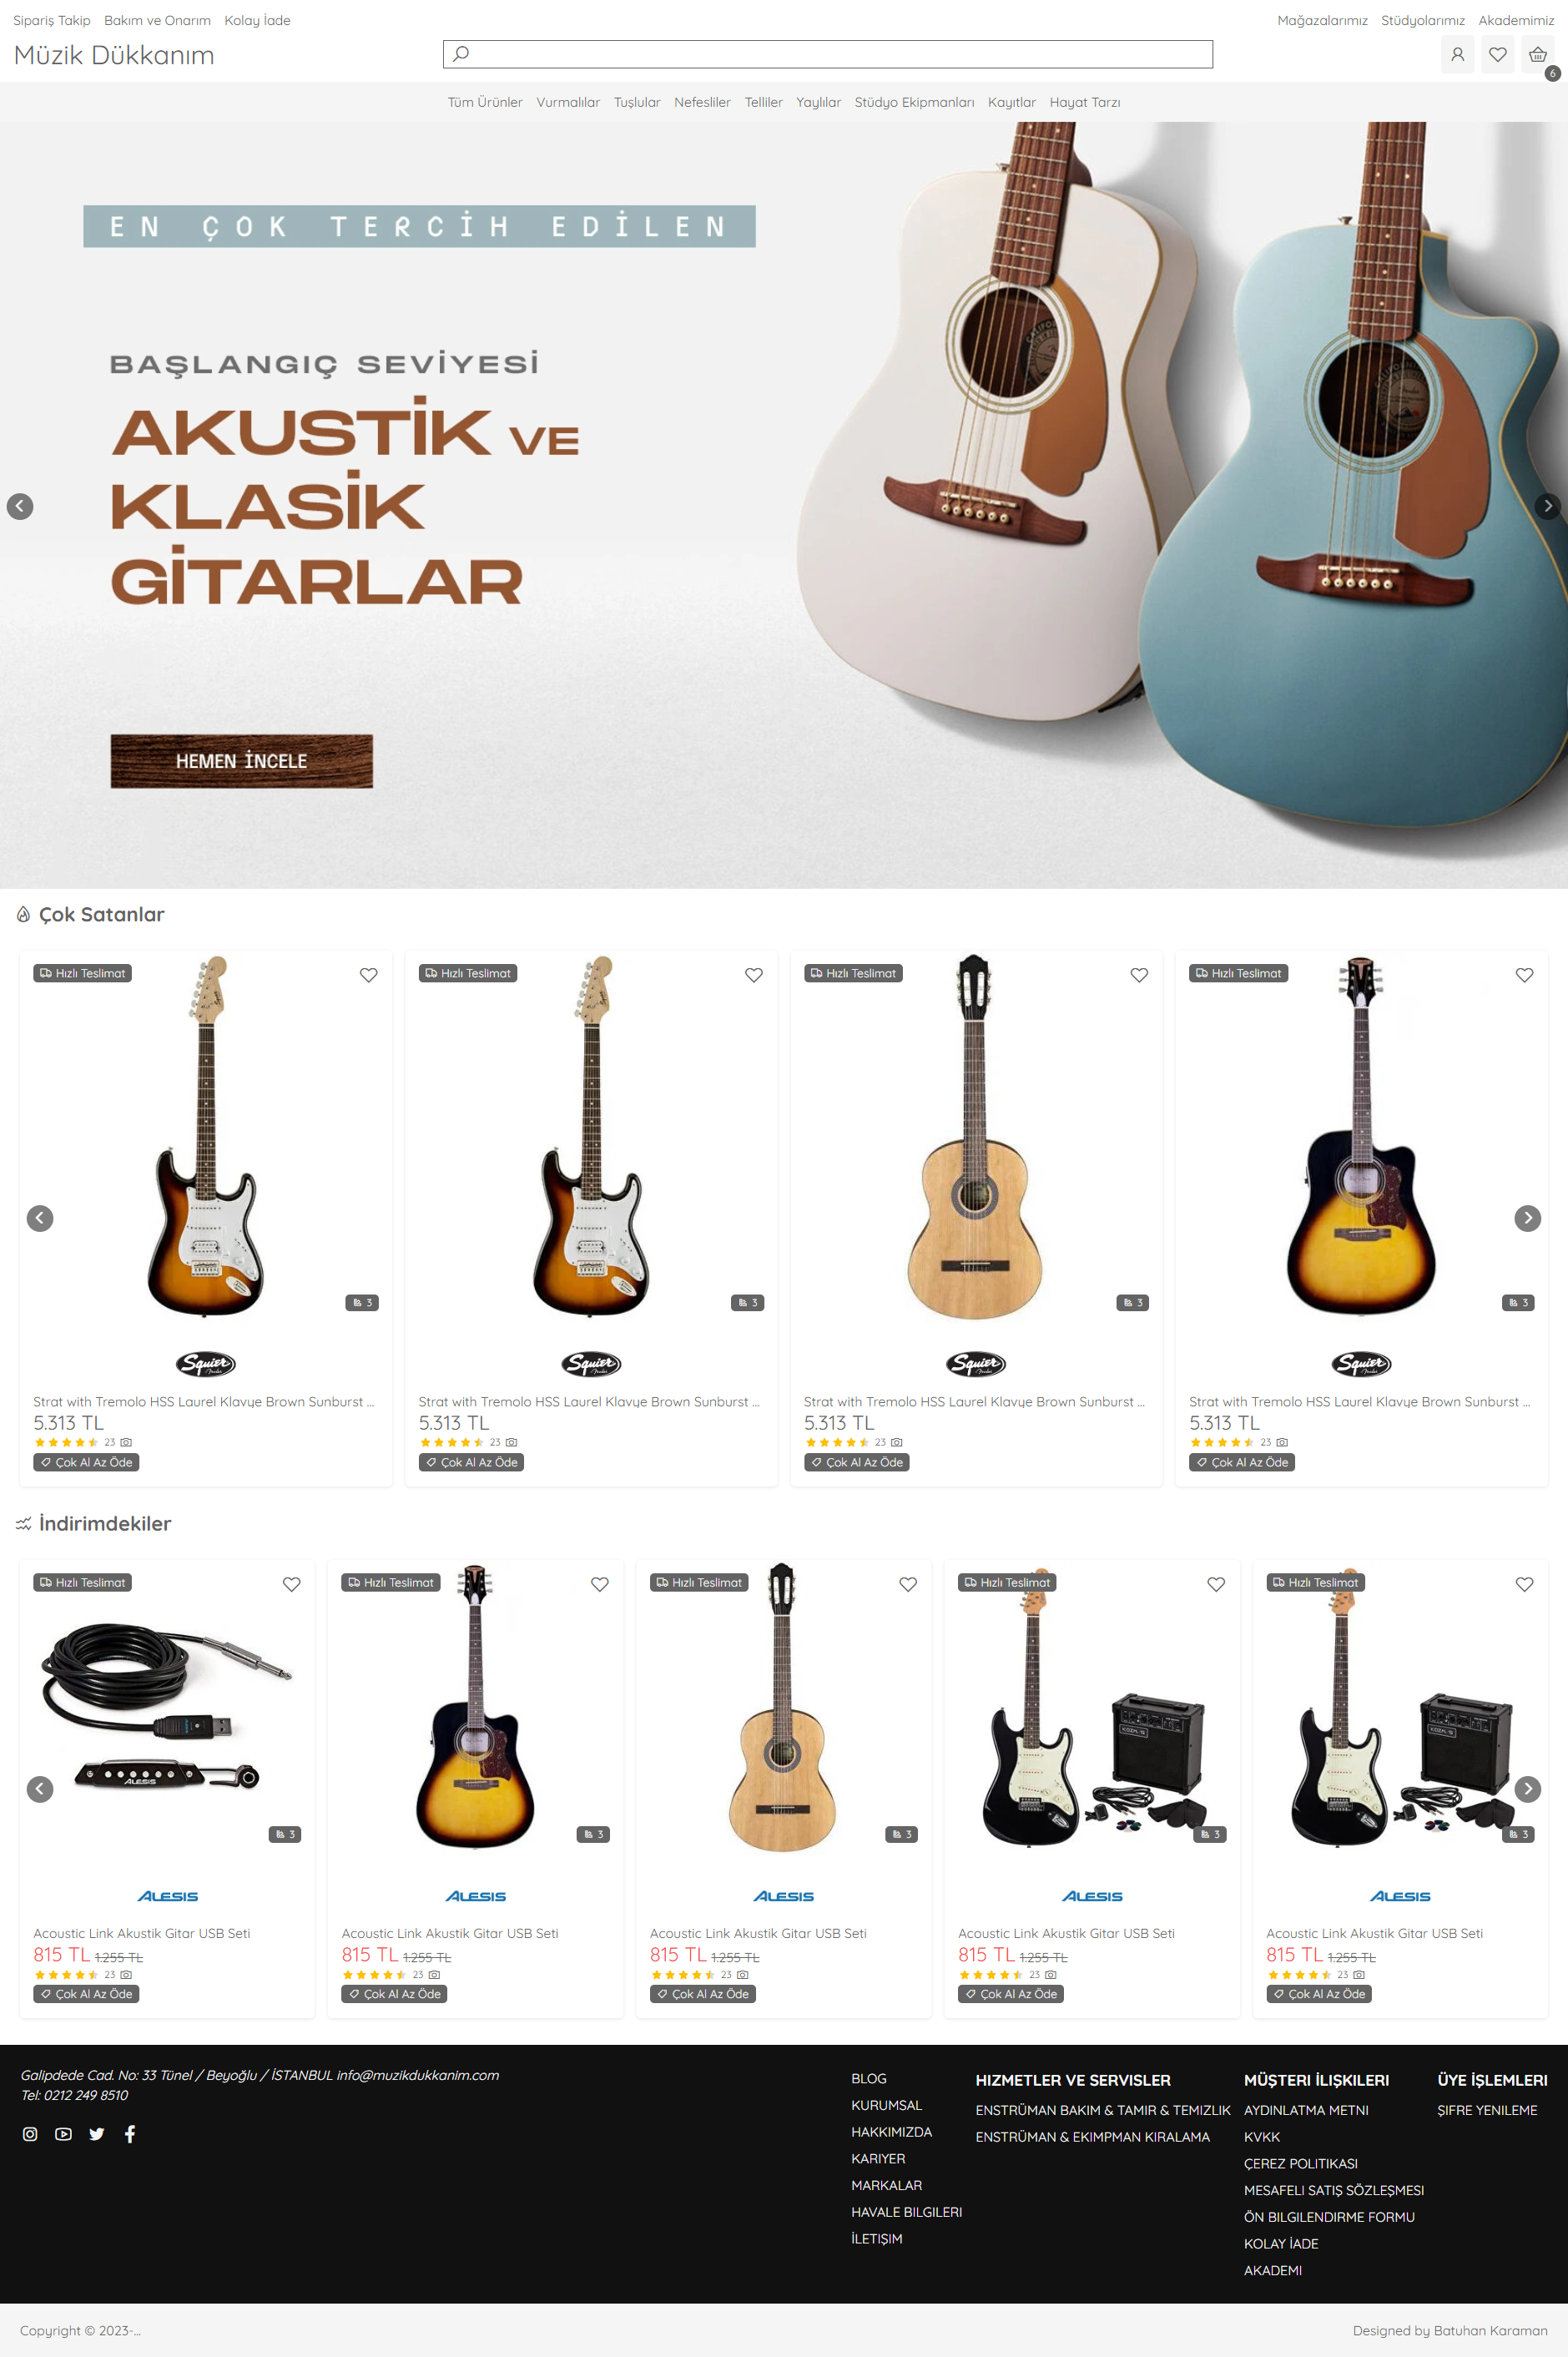 Sipariş Takip Bakım ve Onarım Kolay İade
Mağazalarımız Stüdyolarımız Akademimiz
Müzik Dükkanım
6
Tüm Ürünler Vurmalılar Tuşlular Nefesliler Telliler Yaylılar Stüdyo Ekipmanları Kayıtlar Hayat Tarzı
EN ÇOK TERCİH EDİLEN
BAŞLANGIÇ SEVİYESİ
AKUSTİK VE
KLASİK
GİTARLAR
HEMEN İNCELE
Çok Satanlar
Hızlı Teslimat
3
Squier
Strat with Tremolo HSS Laurel Klavye Brown Sunburst ...
5.313 TL
23
Çok Al Az Öde
Hızlı Teslimat
3
Squier
Strat with Tremolo HSS Laurel Klavye Brown Sunburst ...
5.313 TL
23
Çok Al Az Öde
Hızlı Teslimat
3
Squier
Strat with Tremolo HSS Laurel Klavye Brown Sunburst ...
5.313 TL
23
Çok Al Az Öde
Hızlı Teslimat
3
Squier
Strat with Tremolo HSS Laurel Klavye Brown Sunburst ...
5.313 TL
23
Çok Al Az Öde
İndirimdekiler
Hızlı Teslimat
ALESIS
3
ALESIS
Acoustic Link Akustik Gitar USB Seti
815 TL 1.255 TL
23
Çok Al Az Öde
Hızlı Teslimat
3
ALESIS
Acoustic Link Akustik Gitar USB Seti
815 TL 1.255 TL
23
Çok Al Az Öde
Hızlı Teslimat
3
ALESIS
Acoustic Link Akustik Gitar USB Seti
815 TL 1.255 TL
23
Çok Al Az Öde
Hızlı Teslimat
3
ALESIS
Acoustic Link Akustik Gitar USB Seti
815 TL 1.255 TL
23
Çok Al Az Öde
Hızlı Teslimat
3
ALESIS
Acoustic Link Akustik Gitar USB Seti
815 TL 1.255 TL
23
Çok Al Az Öde
Galipdede Cad. No: 33 Tünel / Beyoğlu / İSTANBUL info@muzikdukkanim.com
Tel: 0212 249 8510
BLOG
KURUMSAL
HAKKIMIZDA
KARIYER
MARKALAR
HAVALE BILGILERI
İLETIŞIM
HIZMETLER VE SERVISLER
ENSTRÜMAN BAKIM & TAMIR & TEMIZLIK
ENSTRÜMAN & EKIMPMAN KIRALAMA
MÜŞTERI İLIŞKILERI
AYDINLATMA METNI
KVKK
ÇEREZ POLITIKASI
MESAFELI SATIŞ SÖZLEŞMESI
ÖN BILGILENDIRME FORMU
KOLAY İADE
AKADEMI
ÜYE İŞLEMLERI
ŞIFRE YENILEME
Copyright © 2023-...
Designed by Batuhan Karaman